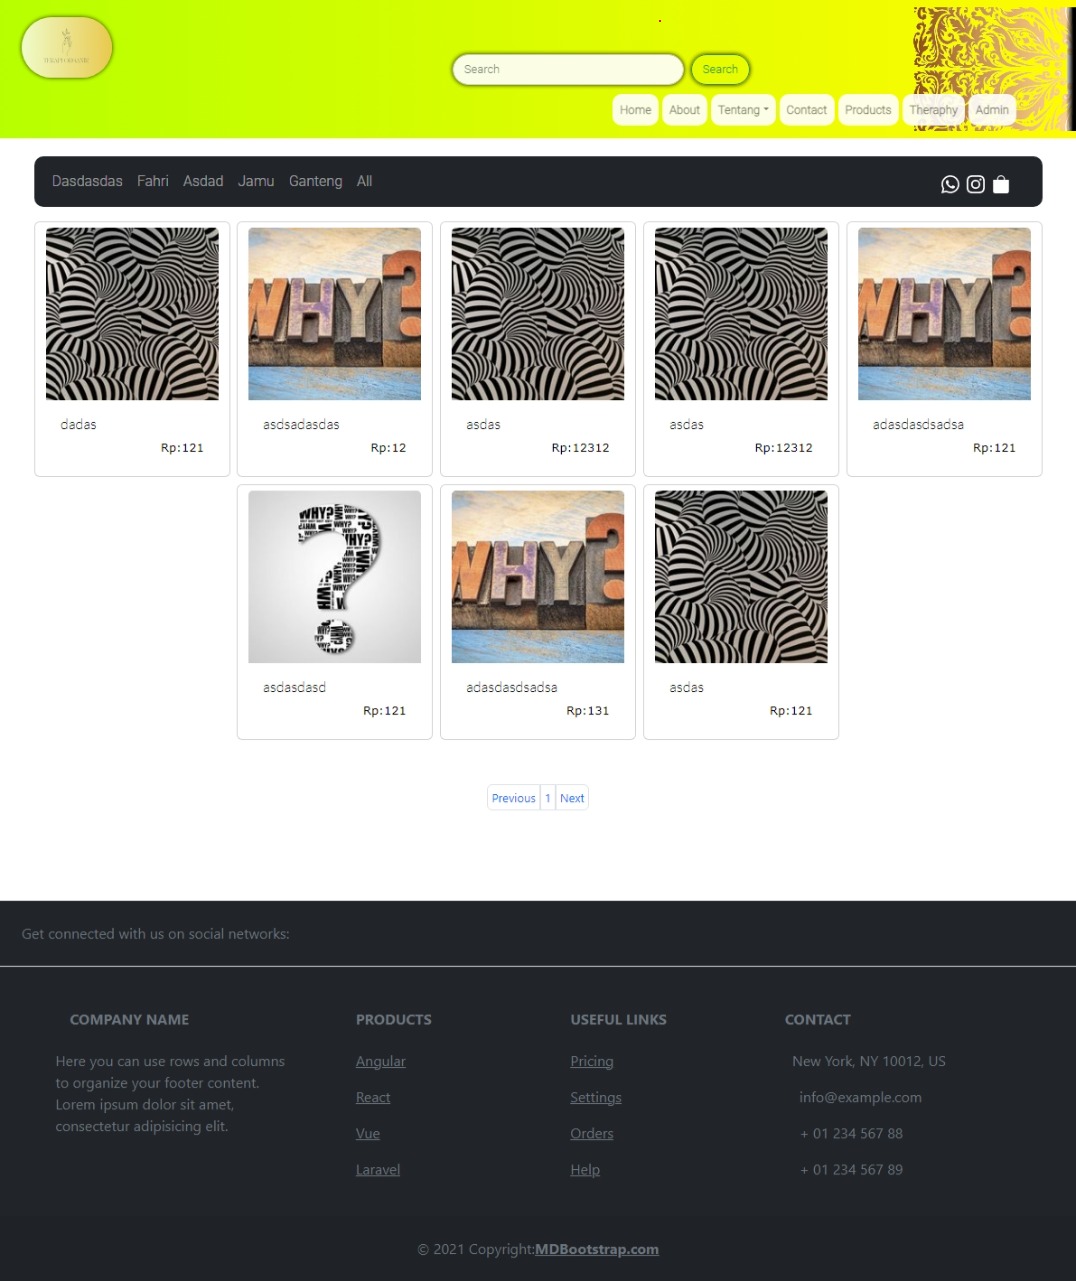 Search
Search
Home About Tentang Contact Products Theraphy Admin
Dasdasdas Fahri Asdad Jamu Ganteng All
WHY?
WHY?
dadas
asdsadasdas
asdas
asdas
adasdasdsadsa
Rp:121
Rp:12
Rp:12312
Rp:12312
Rp:121
WHY?
WHY?
asdasdasd
adasdasdsadsa
asdas
Rp:121
Rp:131
Rp:121
Previous 1 Next
Get connected with us on social networks:
COMPANY NAME
Here you can use rows and columns
to organize your footer content.
Lorem ipsum dolor sit amet,
consectetur adipisicing elit.
PRODUCTS
Angular
React
Vue
Laravel
USEFUL LINKS
Pricing
Settings
Orders
Help
CONTACT
New York, NY 10012, US
info@example.com
+ 01 234 567 88
+ 01 234 567 89
© 2021 Copyright:MDBootstrap.com